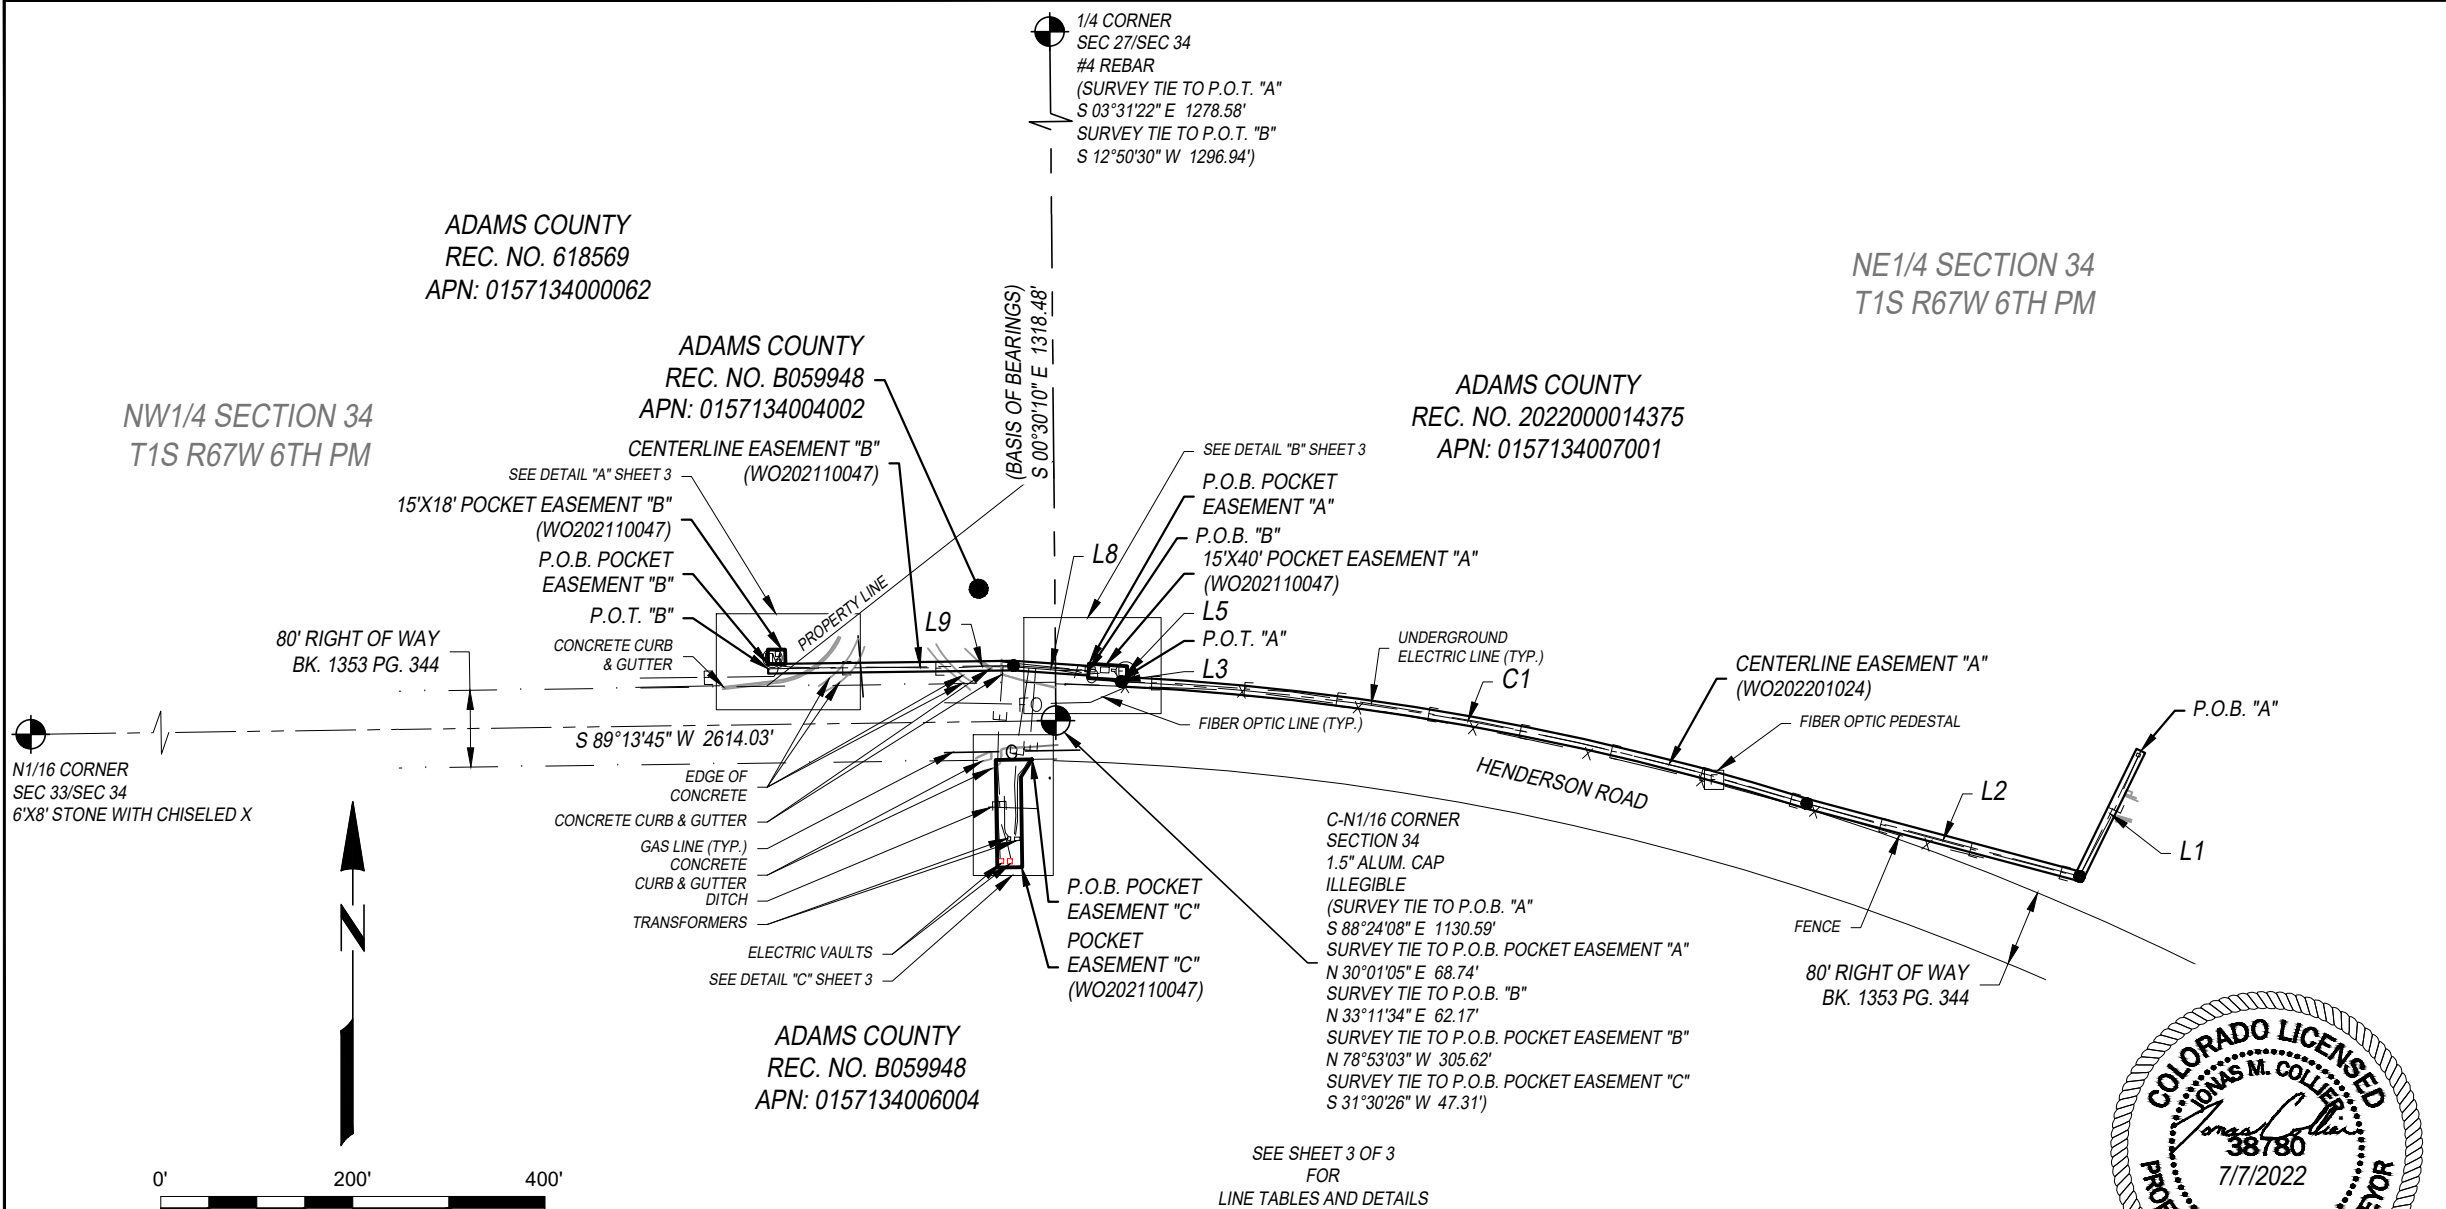 1/4 CORNER
SEC 27/SEC 34
#4 REBAR
(SURVEY TIE TO P.O.T. "A"
S 03°31'22" E 1278.58'
SURVEY TIE TO P.O.T. "B"
S 12°50'30" W 1296.94')
ADAMS COUNTY
REC. NO. 618569
APN: 0157134000062
NE1/4 SECTION 34
T1S R67W 6TH PM
(BASIS OF BEARINGS)
S 00°30'10" E 1318.48'
ADAMS COUNTY
REC. NO. B059948
APN: 0157134004002
ADAMS COUNTY
REC. NO. 2022000014375
APN: 0157134007001
NW1/4 SECTION 34
T1S R67W 6TH PM
CENTERLINE EASEMENT "B"
(WO202110047)
SEE DETAIL "A" SHEET 3
15'X18' POCKET EASEMENT "B"
(WO202110047)
P.O.B. POCKET
EASEMENT "B"
P.O.T. "B"
CONCRETE CURB
& GUTTER
80' RIGHT OF WAY
BK. 1353 PG. 344
PROPERTY LINE
L9
L8
SEE DETAIL "B" SHEET 3
P.O.B. POCKET
EASEMENT "A"
P.O.B. "B"
15'X40' POCKET EASEMENT "A"
(WO202110047)
L5
P.O.T. "A"
L3
UNDERGROUND
ELECTRIC LINE (TYP.)
C1
CENTERLINE EASEMENT "A"
(WO202201024)
FIBER OPTIC PEDESTAL
P.O.B. "A"
FO
FIBER OPTIC LINE (TYP.)
S 89°13'45" W 2614.03'
N1/16 CORNER
SEC 33/SEC 34
6'X8' STONE WITH CHISELED X
HENDERSON ROAD
L2
L1
G
EDGE OF
CONCRETE
CONCRETE CURB & GUTTER
GAS LINE (TYP.)
CONCRETE
CURB & GUTTER
DITCH
TRANSFORMERS
ELECTRIC VAULTS
SEE DETAIL "C" SHEET 3
P.O.B. POCKET
EASEMENT "C"
POCKET
EASEMENT "C"
(WO202110047)
C-N1/16 CORNER
SECTION 34
1.5" ALUM. CAP
ILLEGIBLE
(SURVEY TIE TO P.O.B. "A"
S 88°24'08" E 1130.59'
SURVEY TIE TO P.O.B. POCKET EASEMENT "A"
N 30°01'05" E 68.74'
SURVEY TIE TO P.O.B. "B"
N 33°11'34" E 62.17'
SURVEY TIE TO P.O.B. POCKET EASEMENT "B"
N 78°53'03" W 305.62'
SURVEY TIE TO P.O.B. POCKET EASEMENT "C"
S 31°30'26" W 47.31')
FENCE
80' RIGHT OF WAY
BK. 1353 PG. 344
N
ADAMS COUNTY
REC. NO. B059948
APN: 0157134006004
SEE SHEET 3 OF 3
FOR
LINE TABLES AND DETAILS
0' 200' 400'
COLORADO LICENSED
JONAS M. COLLIER
Jonas Collier
38780
7/7/2022